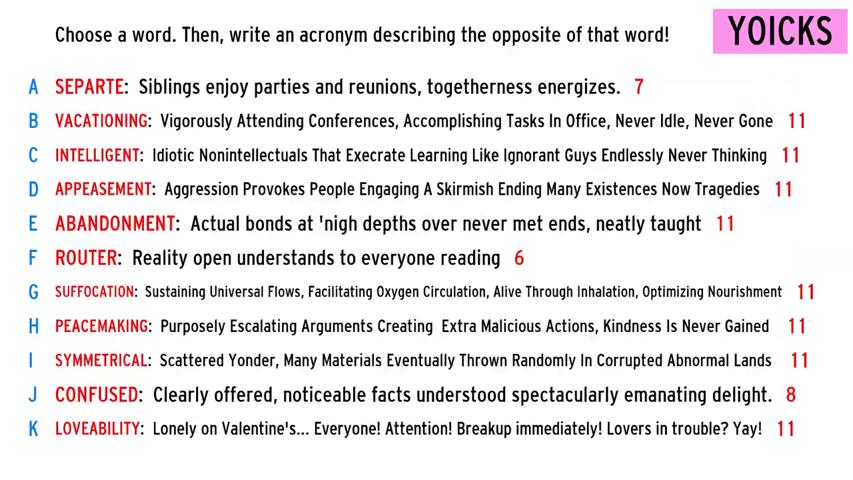 Choose a word. Then, write an acronym describing the opposite of that word!
YOICKS
A SEPARTE: Siblings enjoy parties and reunions, togetherness energizes. 7
B VACATIONING: Vigorously Attending Conferences, Accomplishing Tasks In Office, Never Idle, Never Gone 11
C INTELLIGENT: Idiotic Nonintellectuals That Execrate Learning Like Ignorant Guys Endlessly Never Thinking 11
D APPEASEMENT: Aggression Provokes People Engaging A Skirmish Ending Many Existences Now Tragedies 11
E ABANDONMENT: Actual bonds at 'nigh depths over never met ends, neatly taught 11
F ROUTER: Reality open understands to everyone reading 6
G SUFFOCATION: Sustaining Universal Flows, Facilitating Oxygen Circulation, Alive Through Inhalation, Optimizing Nourishment 11
H PEACEMAKING: Purposely Escalating Arguments Creating Extra Malicious Actions, Kindness Is Never Gained 11
I SYMMETRICAL: Scattered Yonder, Many Materials Eventually Thrown Randomly In Corrupted Abnormal Lands 11
J CONFUSED: Clearly offered, noticeable facts understood spectacularly emanating delight. 8
K LOVEABILITY: Lonely on Valentine's... Everyone! Attention! Breakup immediately! Lovers in trouble? Yay! 11